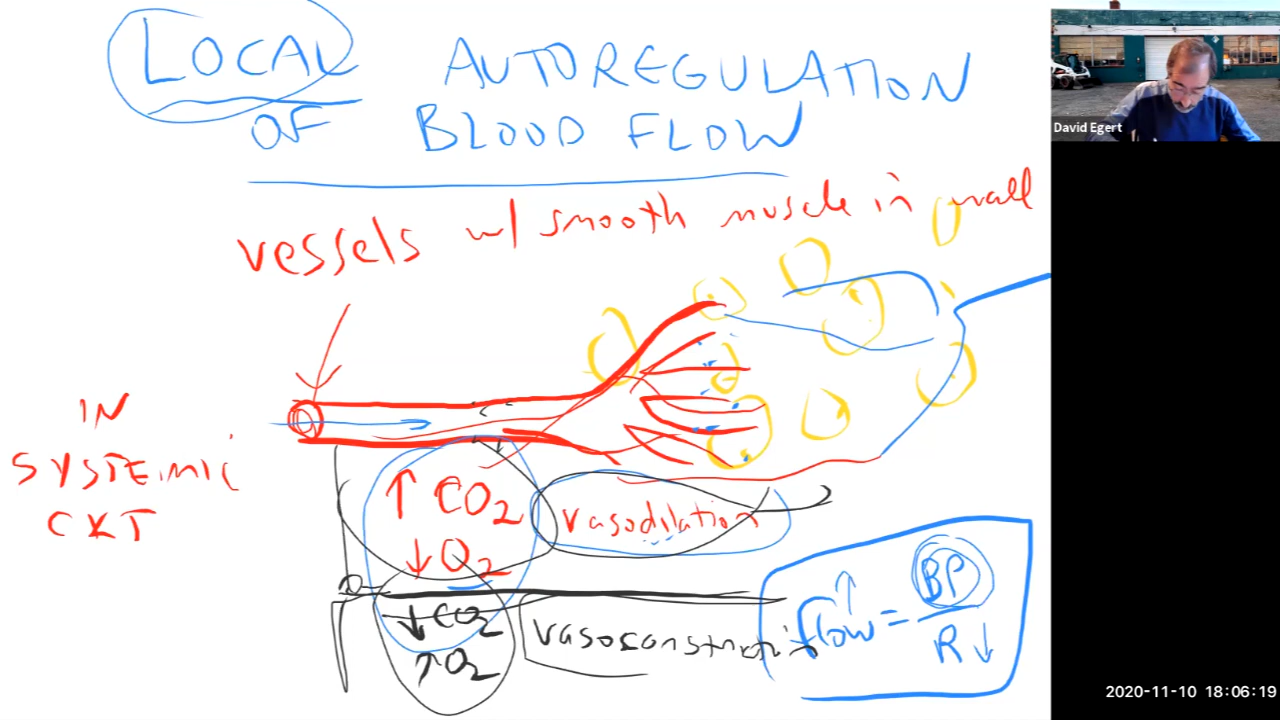 LOCAL AUTOREGULATION
OF BLOOD FLOW
vessels w/ smooth muscle in wall
IN
SYSTEMIC
CKT
↑ CO2
↓ O2
vasodilation
↓ CO2
↑ O2
vasoconstriction
flow ↑ = BP
R ↓
David Egert
2020-11-10 18:06:19